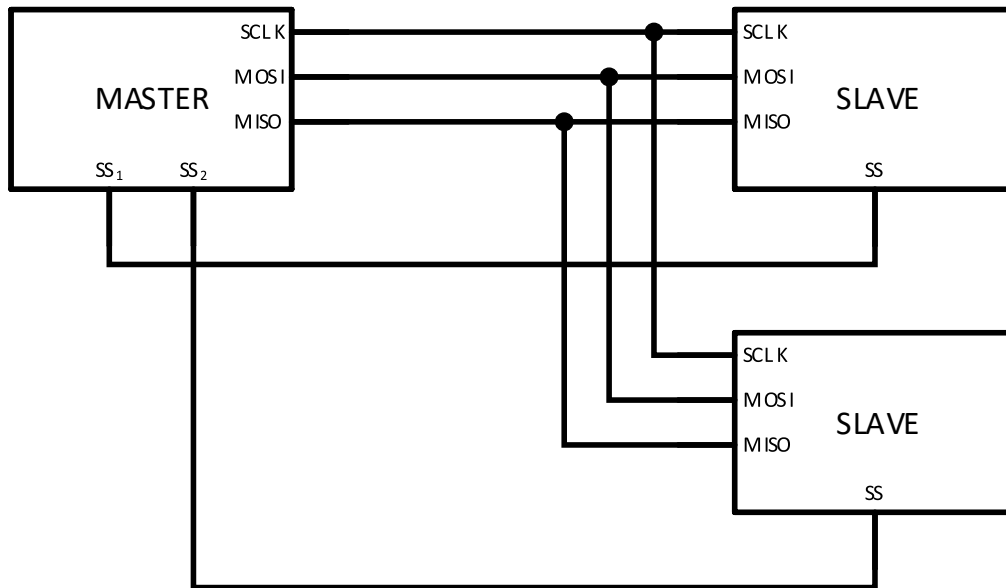 SCLK
MOSI
MASTER
MISO
SS₁ SS₂
SCLK
MOSI
SLAVE
MISO
SS
SCLK
MOSI
SLAVE
MISO
SS